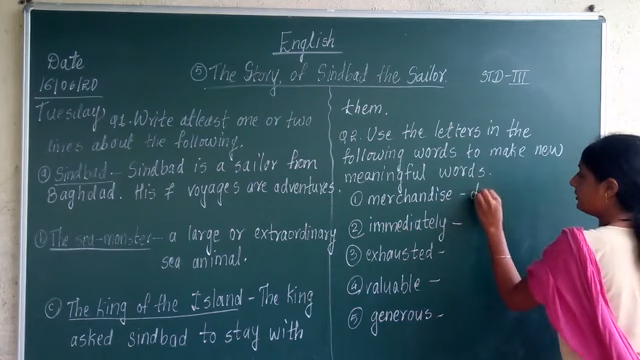 English
Date
16/06/20
Tuesday
⑤ The Story of Sindbad the Sailor
STD-III
Q1. Write atleast one or two
lines about the following.
ⓐ Sindbad - Sindbad is a sailor from
Baghdad. His 7 voyages are adventures.
ⓑ The sea-monster - a large or extraordinary
sea animal.
ⓒ The king of the Island - The king
asked sindbad to stay with
them.
Q2. Use the letters in the
following words to make new
meaningful words.
① merchandise -
② immediately -
③ exhausted -
④ valuable -
⑤ generous -